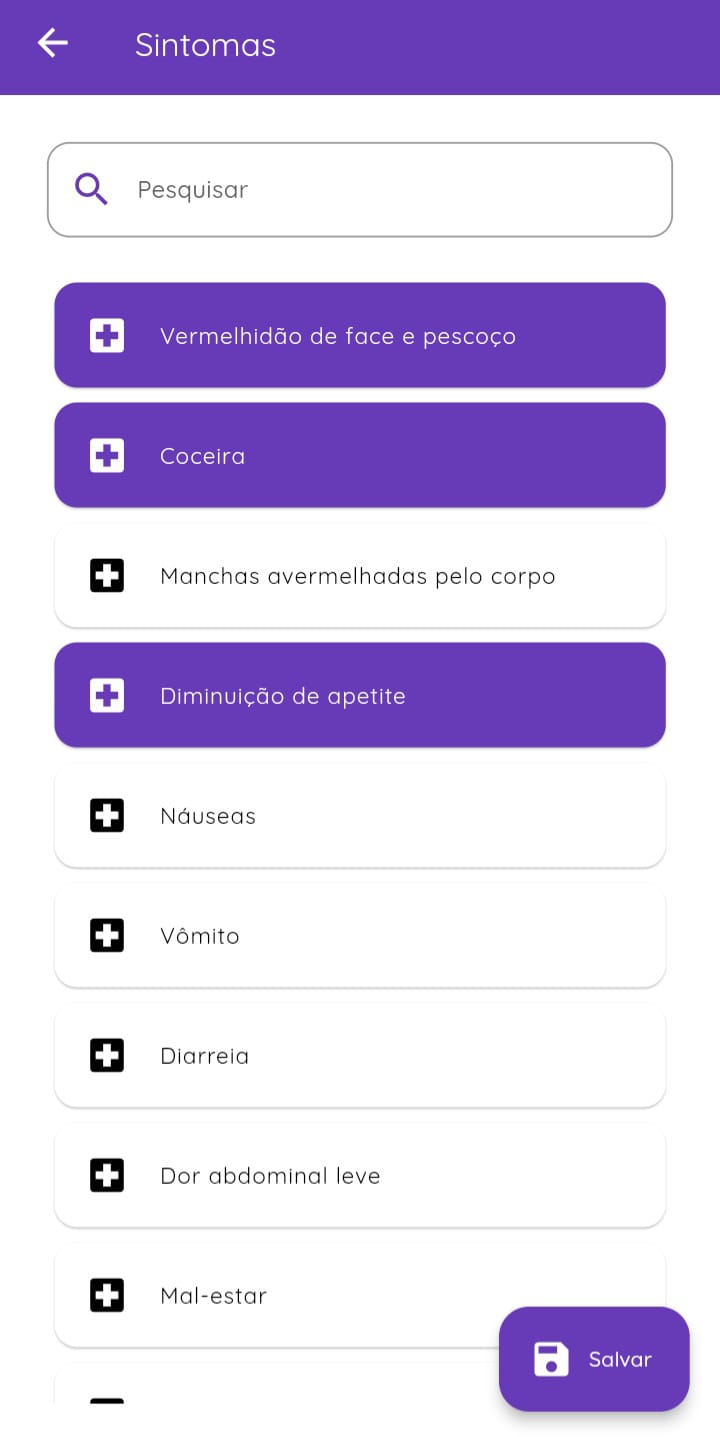 Sintomas
Pesquisar
Vermelhidão de face e pescoço
Coceira
Manchas avermelhadas pelo corpo
Diminuição de apetite
Náuseas
Vômito
Diarreia
Dor abdominal leve
Mal-estar
Salvar